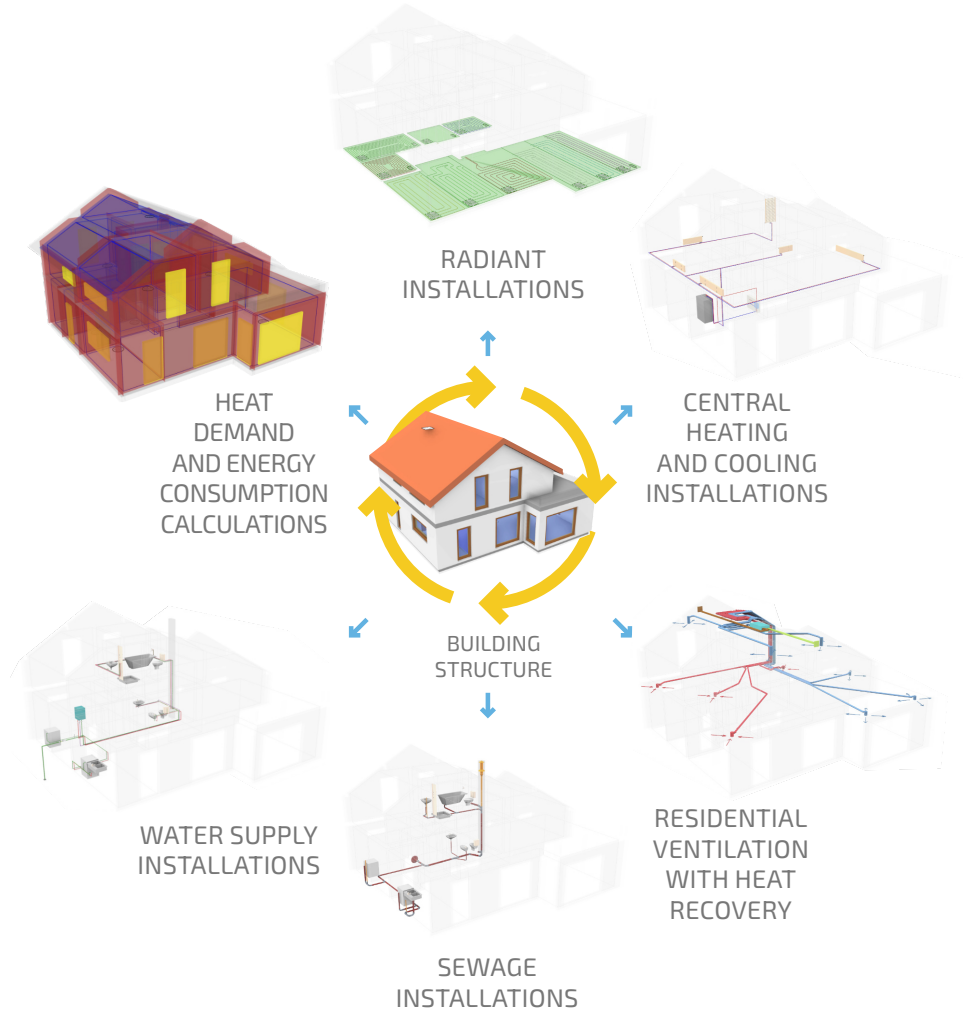 RADIANT
INSTALLATIONS
HEAT
DEMAND
AND ENERGY
CONSUMPTION
CALCULATIONS
CENTRAL
HEATING
AND COOLING
INSTALLATIONS
BUILDING
STRUCTURE
WATER SUPPLY
INSTALLATIONS
RESIDENTIAL
VENTILATION
WITH HEAT
RECOVERY
SEWAGE
INSTALLATIONS